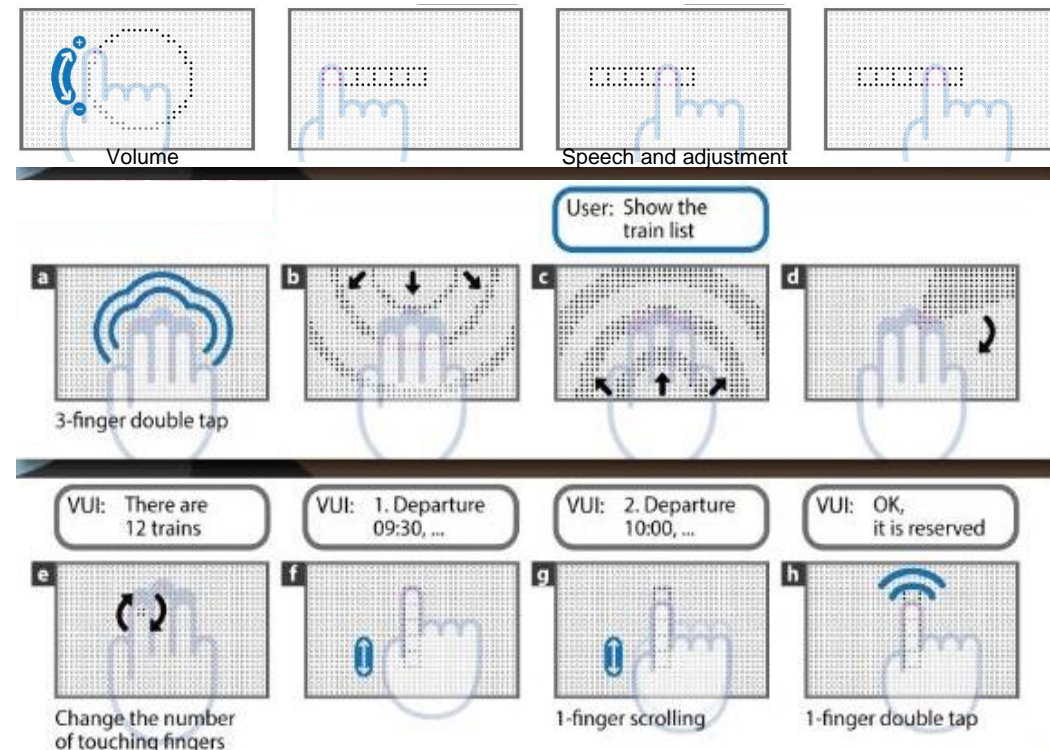 +
−
Volume
Speech and adjustment
User: Show the
train list
a
b
c
d
3-finger double tap
VUI: There are
12 trains
VUI: 1. Departure
09:30, ...
VUI: 2. Departure
10:00, ...
VUI: OK,
it is reserved
e
f
g
h
Change the number
of touching fingers
1-finger scrolling
1-finger double tap